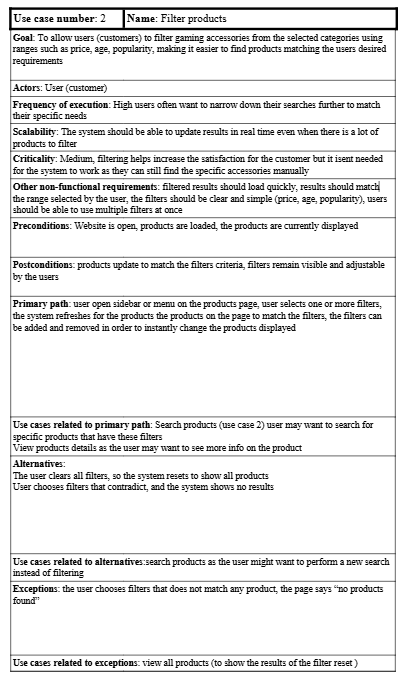 Use case number: 2 Name: Filter products
Goal: To allow users (customers) to filter gaming accessories from the selected categories using
ranges such as price, age, popularity, making it easier to find products matching the users desired
requirements
Actors: User (customer)
Frequency of execution: High users often want to narrow down their searches further to match
their specific needs
Scalability: The system should be able to update results in real time even when there is a lot of
products to filter
Criticality: Medium, filtering helps increase the satisfaction for the customer but it isent needed
for the system to work as they can still find the specific accessories manually
Other non-functional requirements: filtered results should load quickly, results should match
the range selected by the user, the filters should be clear and simple (price, age, popularity), users
should be able to use multiple filters at once
Preconditions: Website is open, products are loaded, the products are currently displayed
Postconditions: products update to match the filters criteria, filters remain visible and adjustable
by the users
Primary path: user open sidebar or menu on the products page, user selects one or more filters,
the system refreshes for the products the products on the page to match the filters, the filters can
be added and removed in order to instantly change the products displayed
Use cases related to primary path: Search products (use case 2) user may want to search for
specific products that have these filters
View products details as the user may want to see more info on the product
Alternatives:
The user clears all filters, so the system resets to show all products
User chooses filters that contradict, and the system shows no results
Use cases related to alternatives:search products as the user might want to perform a new search
instead of filtering
Exceptions: the user chooses filters that does not match any product, the page says “no products
found”
Use cases related to exceptions: view all products (to show the results of the filter reset )